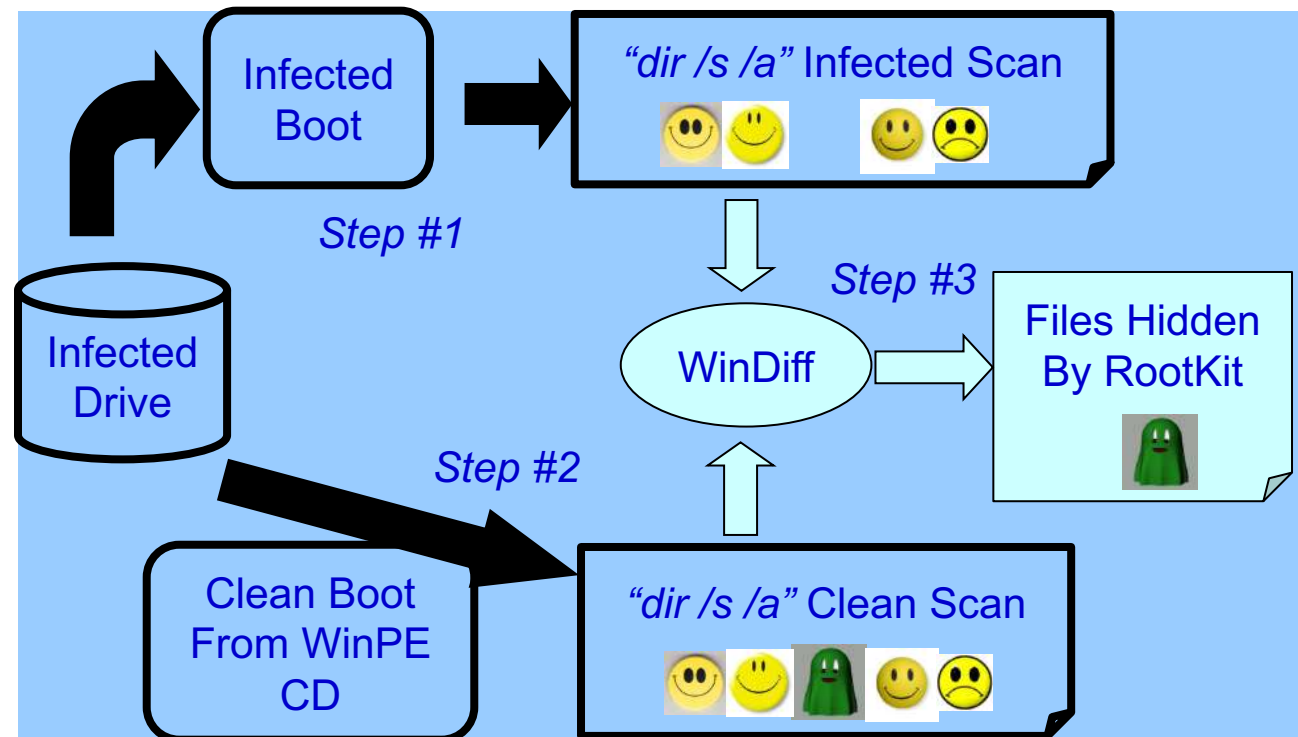 Infected
Boot
“dir /s /a” Infected Scan
Step #1
Step #3
Infected
Drive
WinDiff
Files Hidden
By RootKit
Step #2
Clean Boot
From WinPE
CD
“dir /s /a” Clean Scan